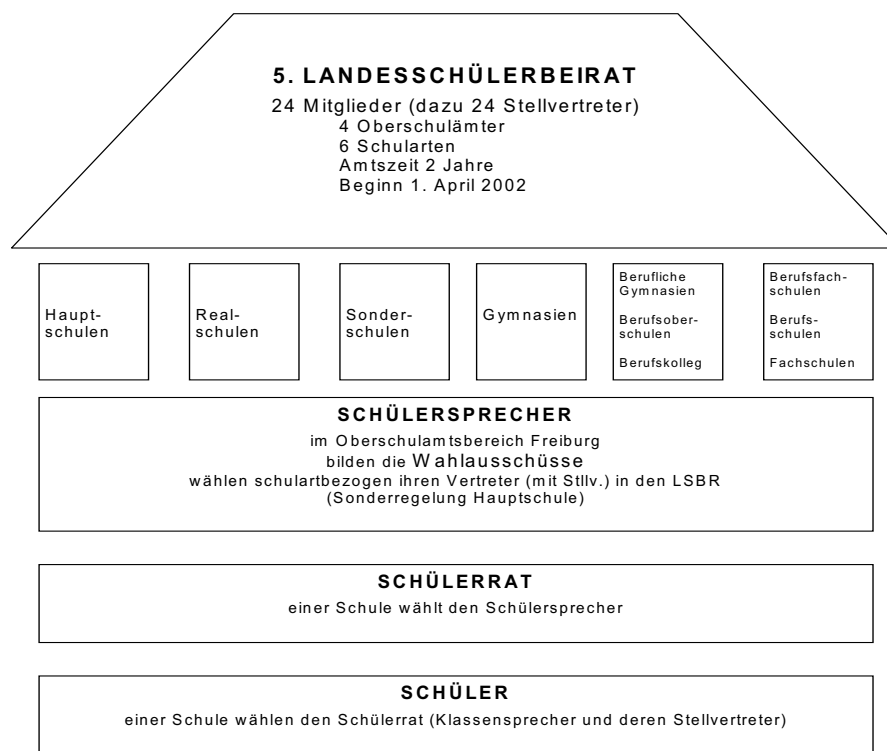 5. LANDESSCHÜLERBEIRAT
24 Mitglieder (dazu 24 Stellvertreter)
4 Oberschulämter
6 Schularten
Amtszeit 2 Jahre
Beginn 1. April 2002
Haupt-
schulen
Real-
schulen
Sonder-
schulen
Gymnasien
Berufliche
Gymnasien
Berufsober-
schulen
Berufskolleg
Berufsfach-
schulen
Berufs-
schulen
Fachschulen
SCHÜLERSPRECHER
im Oberschulamtsbereich Freiburg
bilden die Wahlausschüsse
wählen schulartbezogen ihren Vertreter (mit Stllv.) in den LSBR
(Sonderregelung Hauptschule)
SCHÜLERRAT
einer Schule wählt den Schülersprecher
SCHÜLER
einer Schule wählen den Schülerrat (Klassensprecher und deren Stellvertreter)